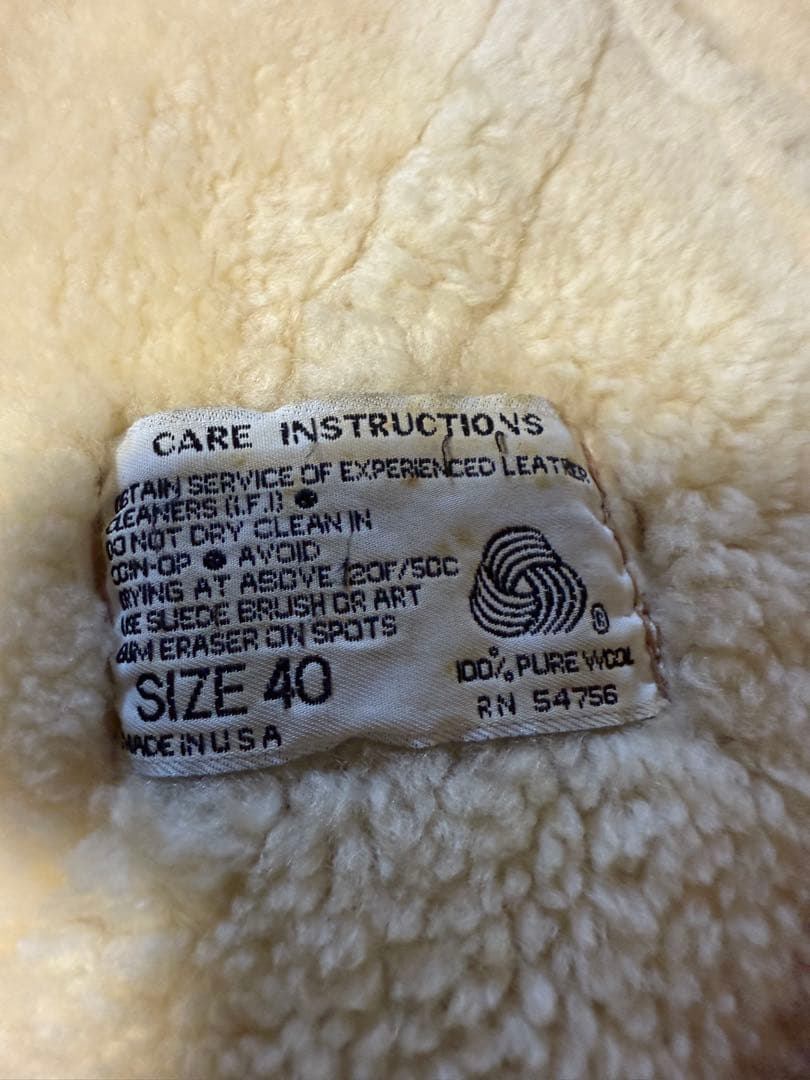 CARE INSTRUCTIONS
OBTAIN SERVICE OF EXPERIENCED LEATHER
CLEANERS (I.F.I) ●
DO NOT DRY CLEAN IN
COIN-OP ● AVOID
DRYING AT ABOVE 120F/50C
USE SUEDE BRUSH OR ART
GUM ERASER ON SPOTS
SIZE 40
MADE IN U S A
®
100% PURE WOOL
RN 54756